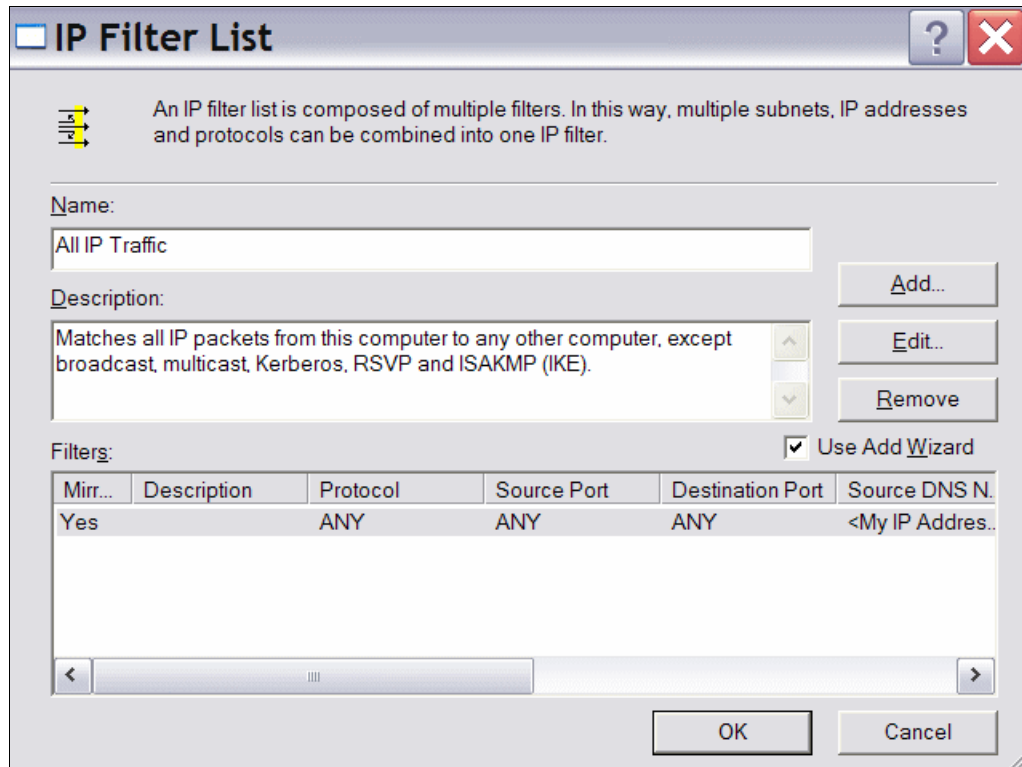 IP Filter List
An IP filter list is composed of multiple filters. In this way, multiple subnets, IP addresses
and protocols can be combined into one IP filter.
Name:
All IP Traffic
Add...
Description:
Matches all IP packets from this computer to any other computer, except
broadcast, multicast, Kerberos, RSVP and ISAKMP (IKE).
Edit...
Remove
Filters:
Use Add Wizard
Mirr... Description Protocol Source Port Destination Port Source DNS N.
Yes ANY ANY ANY <My IP Addres..
OK Cancel